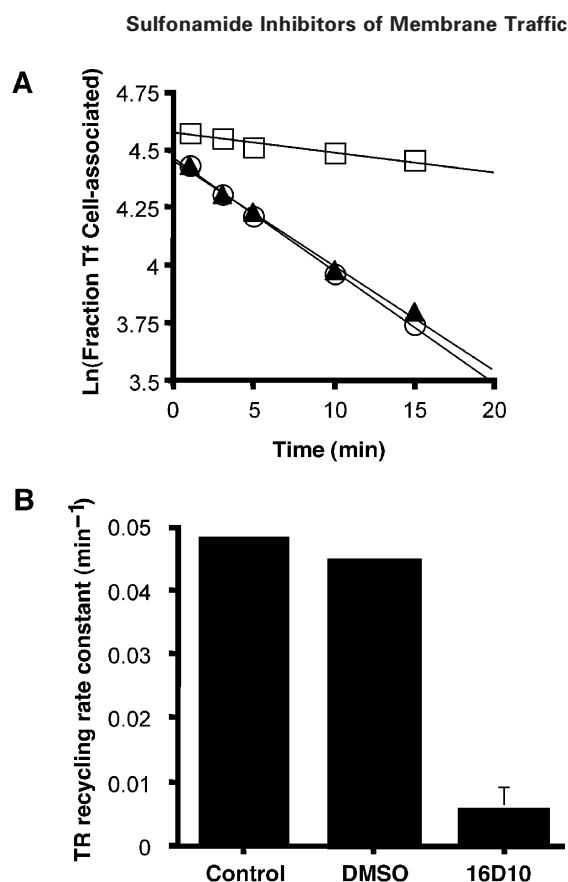 Sulfonamide Inhibitors of Membrane Traffic
A
Ln(Fraction Tf Cell-associated)
4.75
4.5
4.25
4
3.75
3.5
0 5 10 15 20
Time (min)
B
TR recycling rate constant (min⁻¹)
0.05
0.04
0.03
0.02
0.01
0
Control DMSO 16D10